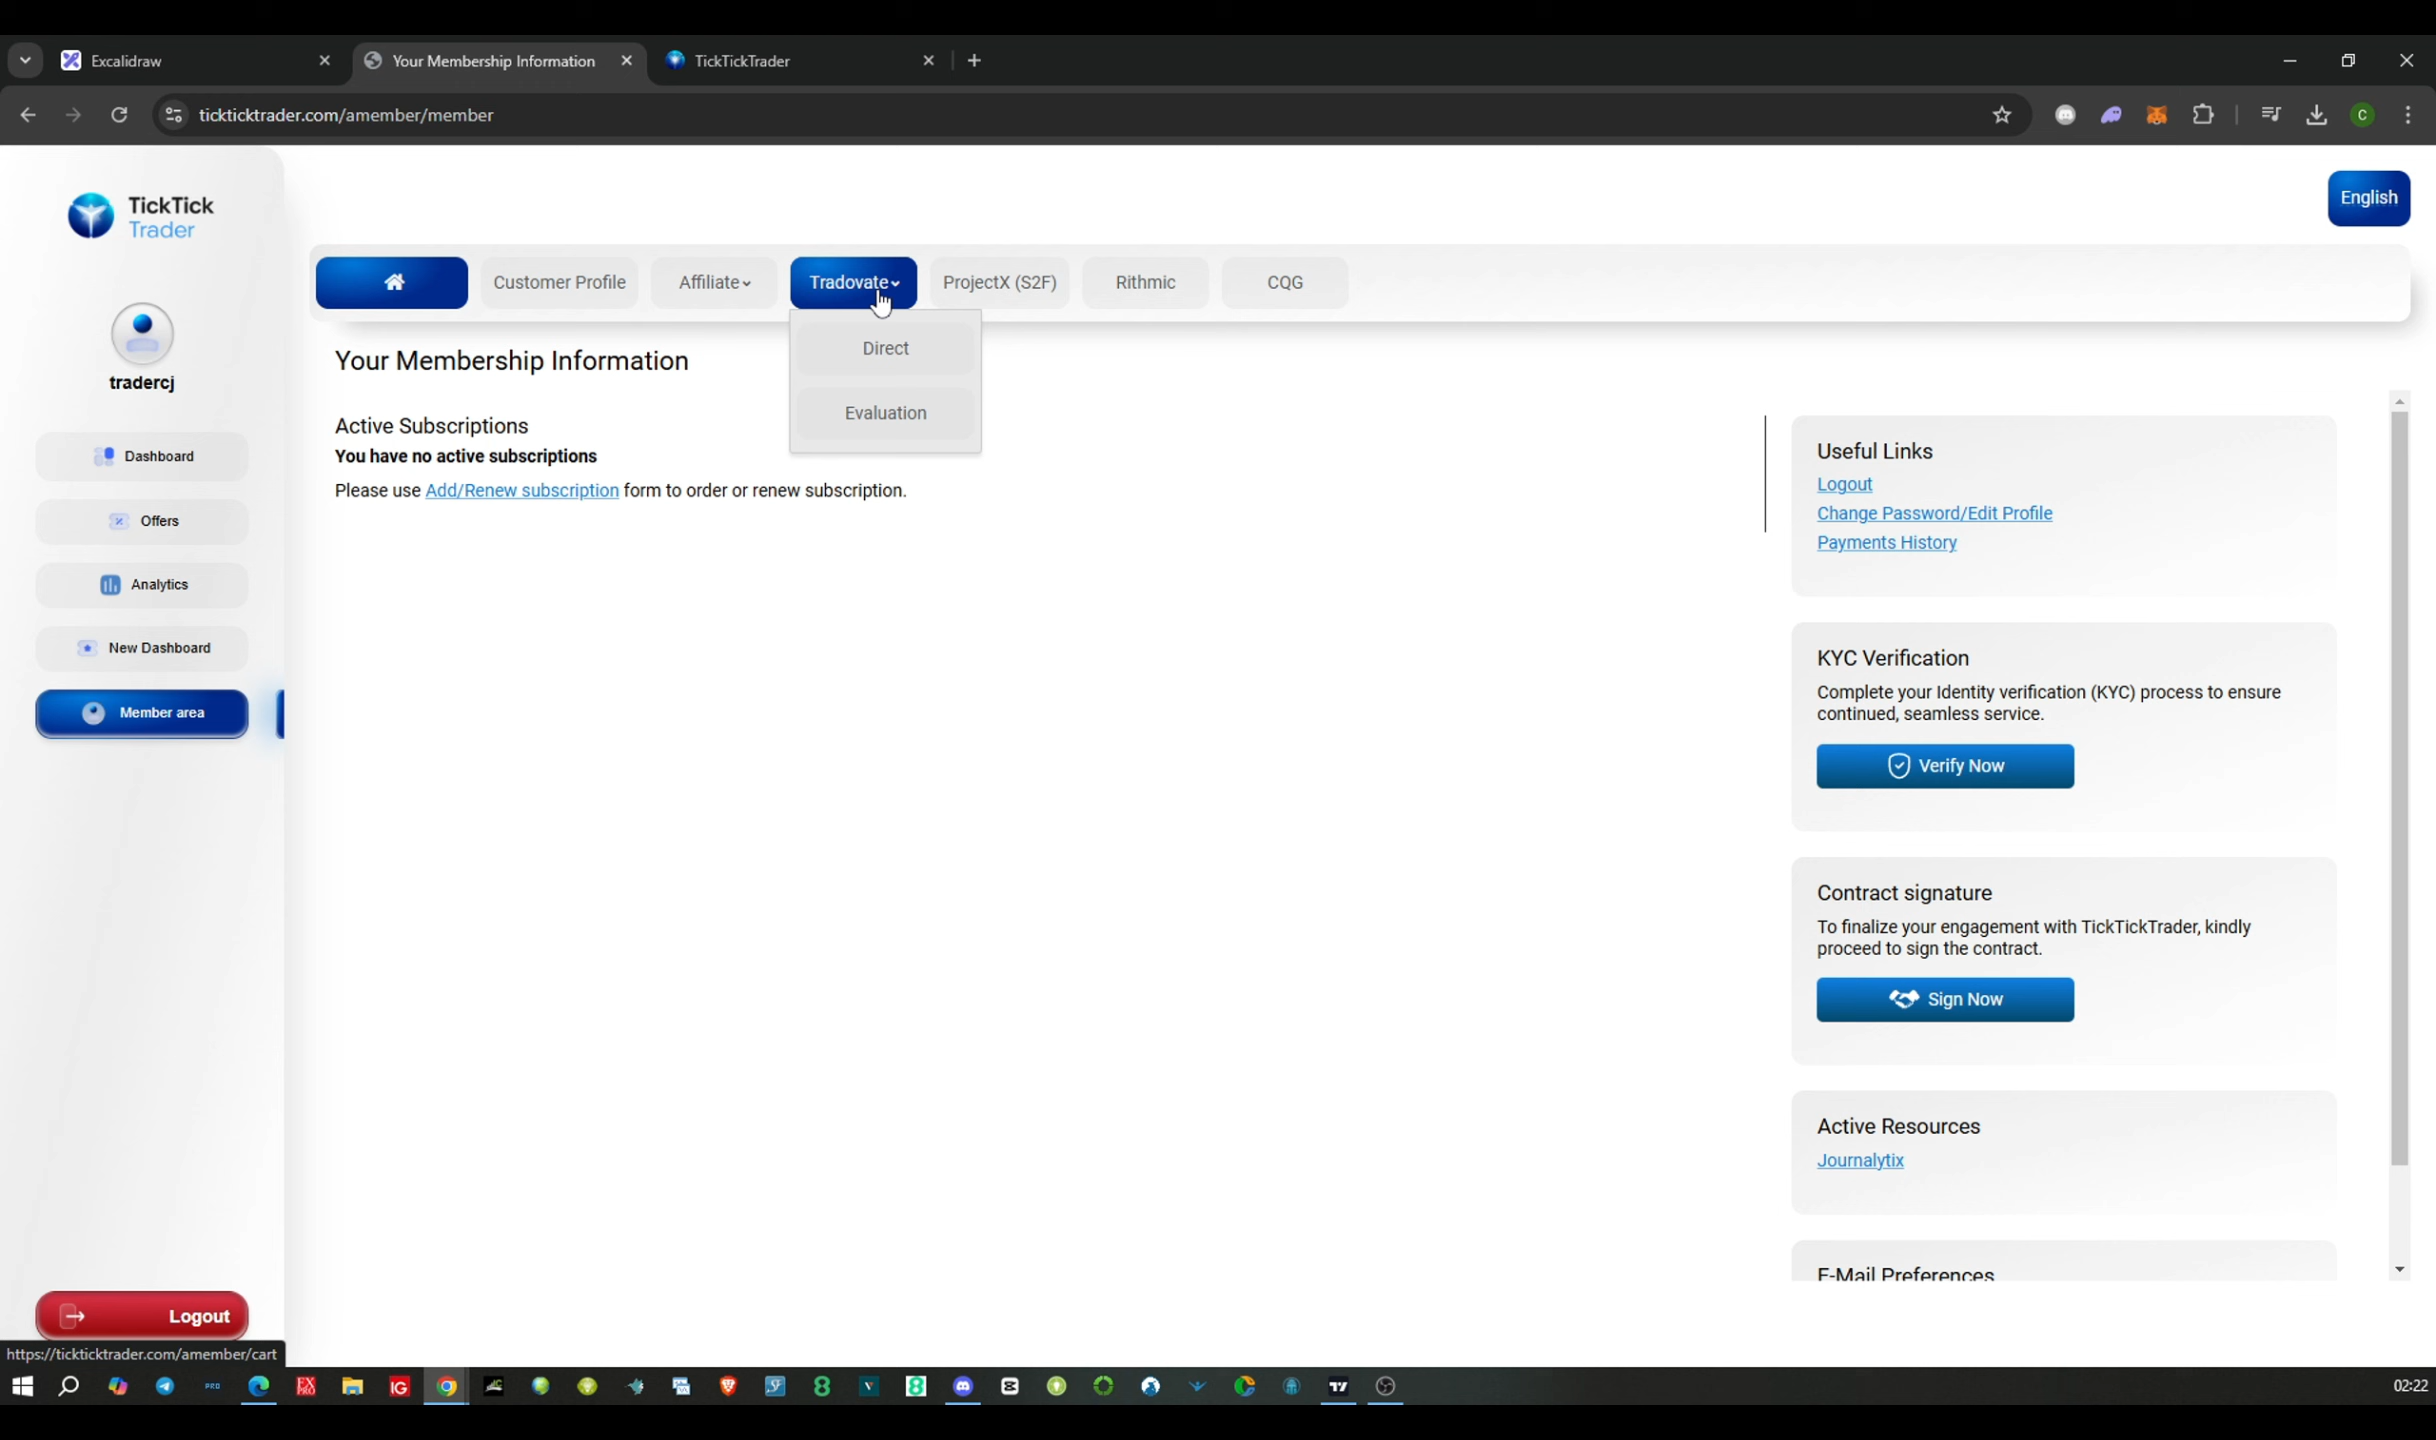 Excalidraw
Your Membership Information
TickTickTrader
tickticktrader.com/amember/member
C
TickTick
Trader
English
Customer Profile
Affiliate
Tradovate
ProjectX (S2F)
Rithmic
CQG
Direct
Evaluation
tradercj
Dashboard
Offers
Analytics
New Dashboard
Member area
Logout
Your Membership Information
Active Subscriptions
You have no active subscriptions
Please use Add/Renew subscription form to order or renew subscription.
Useful Links
Logout
Change Password/Edit Profile
Payments History
KYC Verification
Complete your Identity verification (KYC) process to ensure
continued, seamless service.
Verify Now
Contract signature
To finalize your engagement with TickTickTrader, kindly
proceed to sign the contract.
Sign Now
Active Resources
Journalytix
E-Mail Preferences
https://tickticktrader.com/amember/cart
PRO
IG
02:22